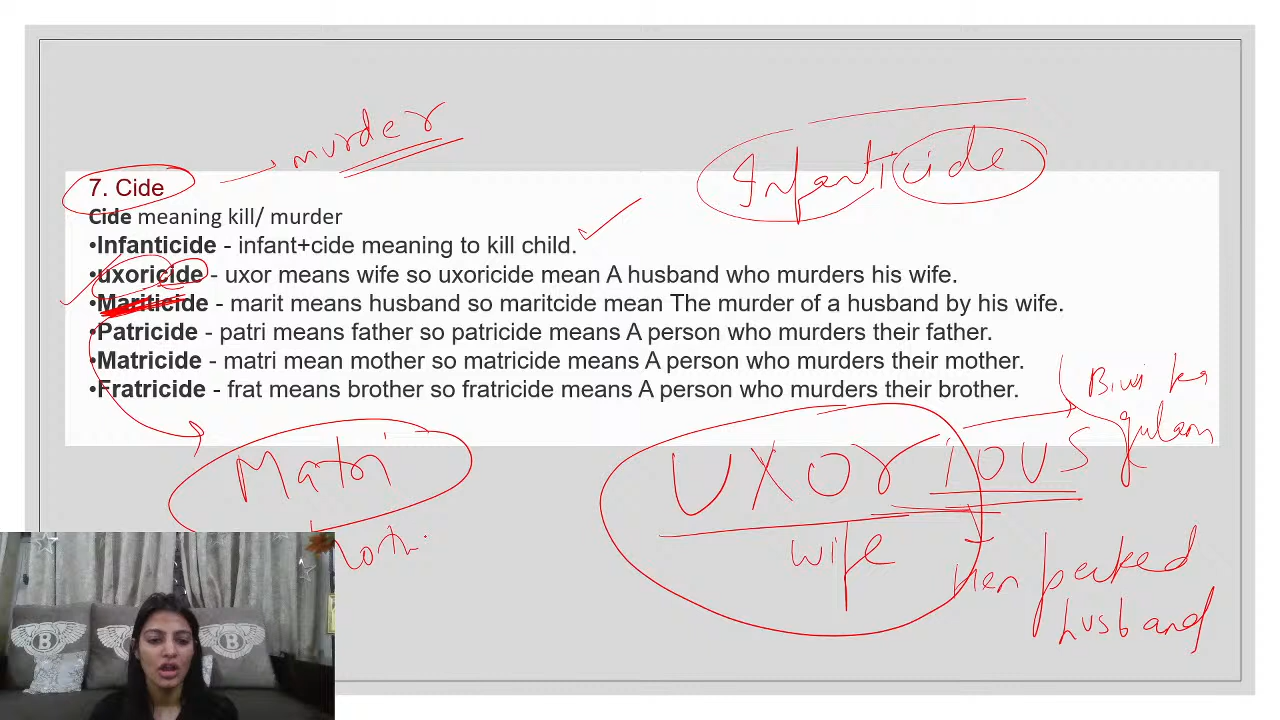 murder
Infanticide
7. Cide
Cide meaning kill/ murder
•Infanticide - infant+cide meaning to kill child.
•uxoricide - uxor means wife so uxoricide mean A husband who murders his wife.
•Mariticide - marit means husband so maritcide mean The murder of a husband by his wife.
•Patricide - patri means father so patricide means A person who murders their father.
•Matricide - matri mean mother so matricide means A person who murders their mother.
•Fratricide - frat means brother so fratricide means A person who murders their brother.
Biwi ka
gulam
Matri
UXORIOUS
wife
Hen pecked
husband
B
B
B